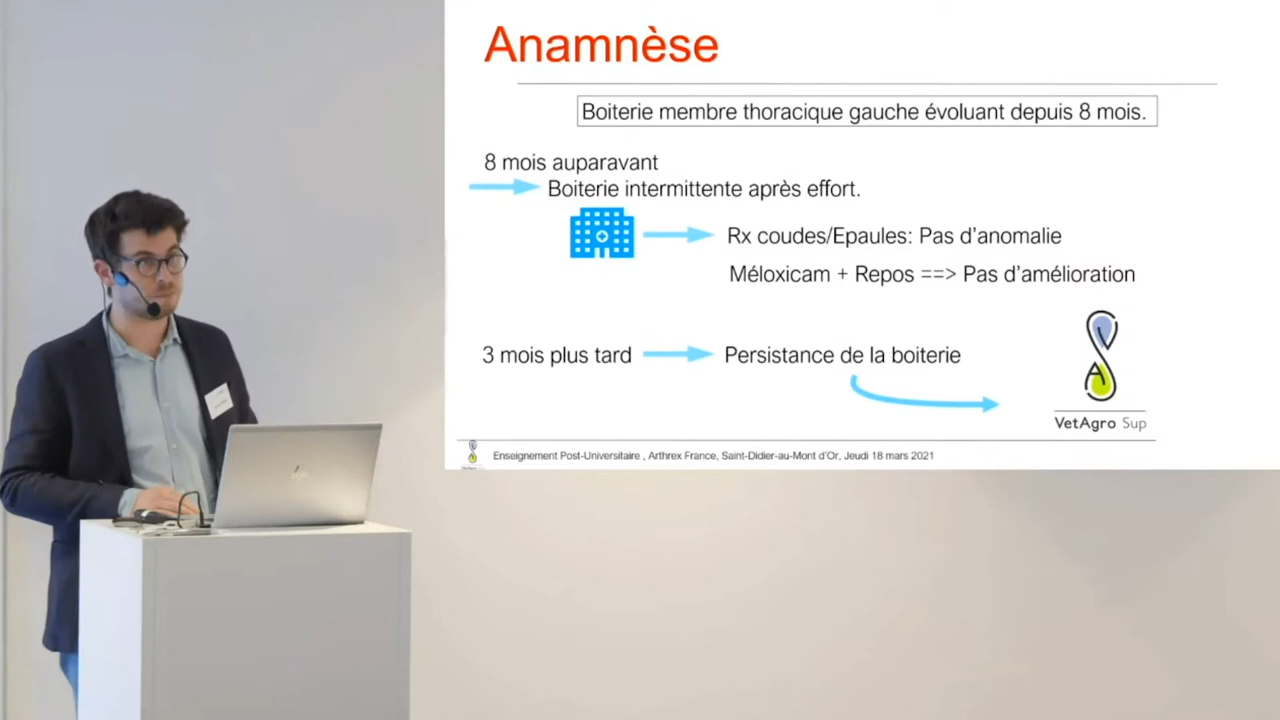 Anamnèse
Boiterie membre thoracique gauche évoluant depuis 8 mois.
8 mois auparavant
Boiterie intermittente après effort.
Rx coudes/Epaules: Pas d'anomalie
Méloxicam + Repos ==> Pas d'amélioration
3 mois plus tard
Persistance de la boiterie
VetAgro Sup
Enseignement Post-Universitaire , Arthrex France, Saint-Didier-au-Mont d'Or, Jeudi 18 mars 2021